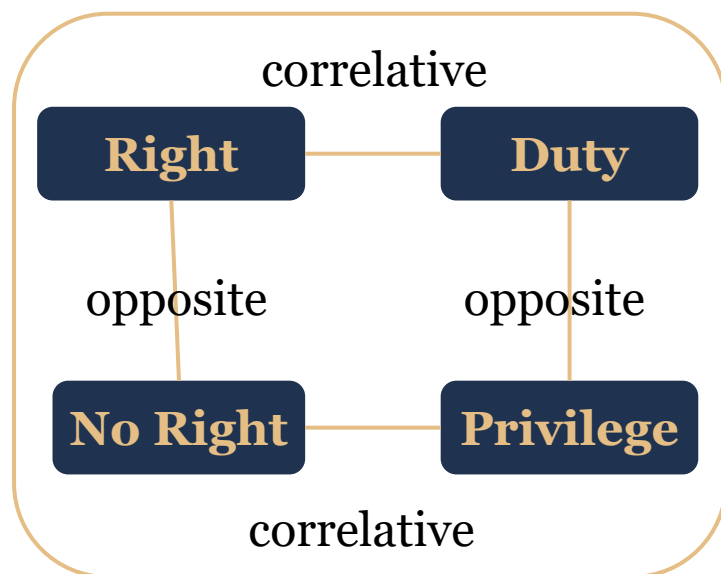 correlative
Right
Duty
opposite
opposite
No Right
Privilege
correlative